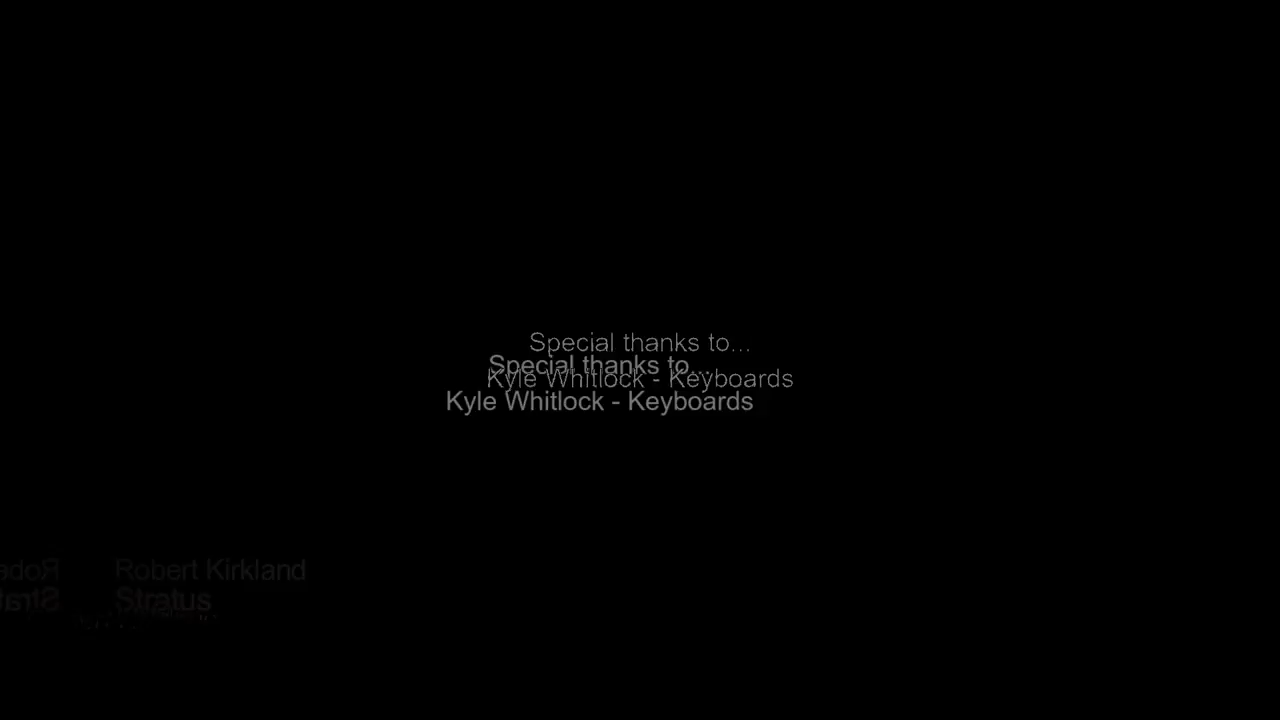 Special thanks to...
Special thanks to...
Kyle Whitlock - Keyboards
Kyle Whitlock - Keyboards
Robert Kirkland
Stratus